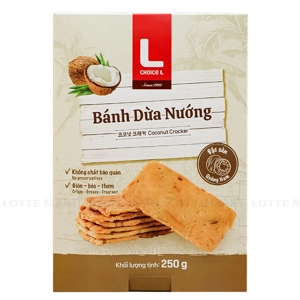 L
CHOICE L
Since 1998
Bánh Dừa Nướng
코코넛 크래커 Coconut Cracker
Đặc sản
Quảng Nam
Không chất bảo quản
No preservatives
Giòn - béo - thơm
Crispy - Greasy - Fragrant
LOTTE MART
Khối lượng tịnh: 250 g